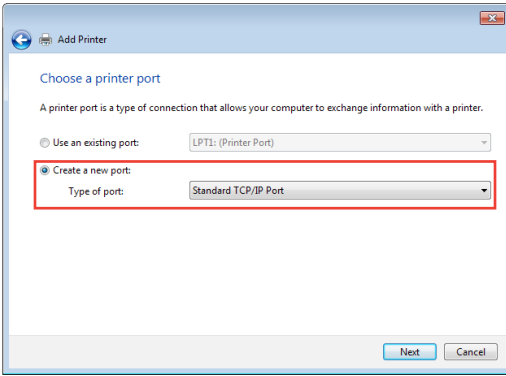 Add Printer
Choose a printer port
A printer port is a type of connection that allows your computer to exchange information with a printer.
Use an existing port: LPT1: (Printer Port)
Create a new port:
Type of port: Standard TCP/IP Port
Next Cancel